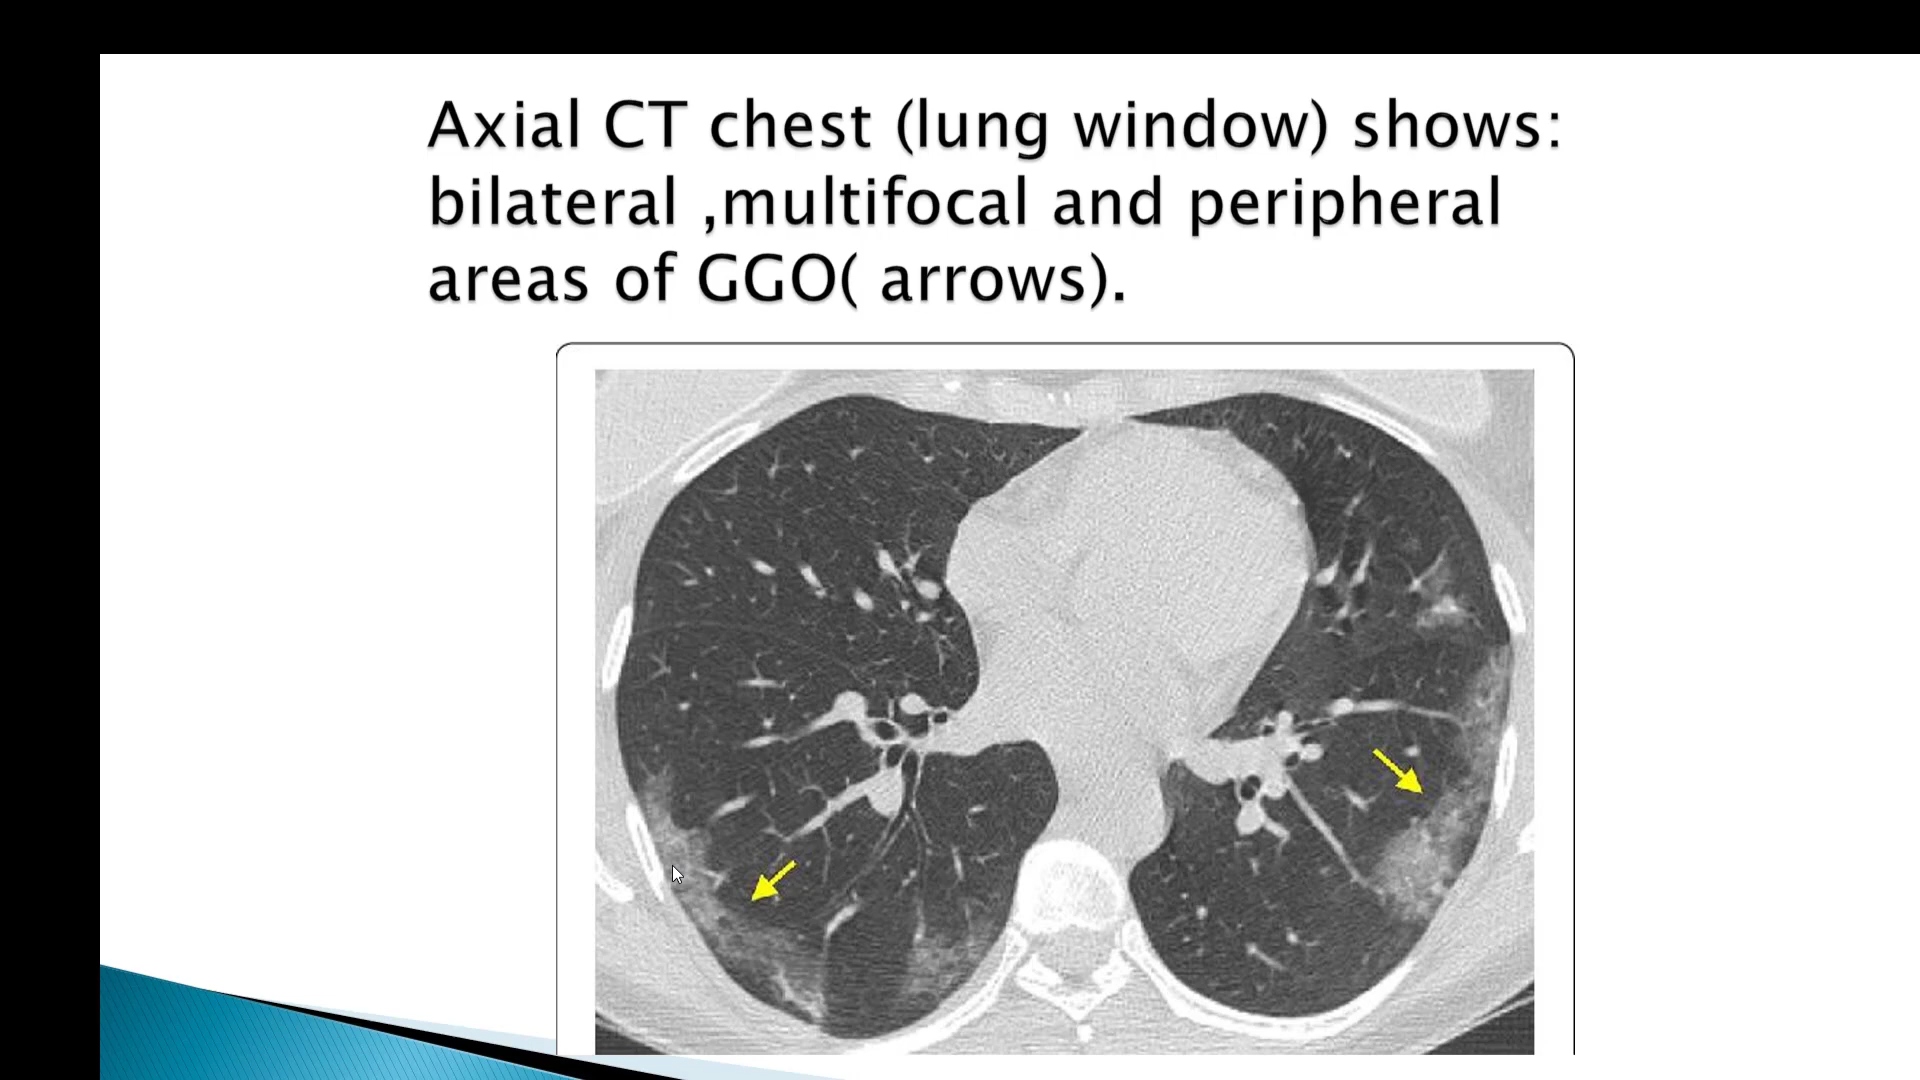 Axial CT chest (lung window) shows:
bilateral ,multifocal and peripheral
areas of GGO( arrows).